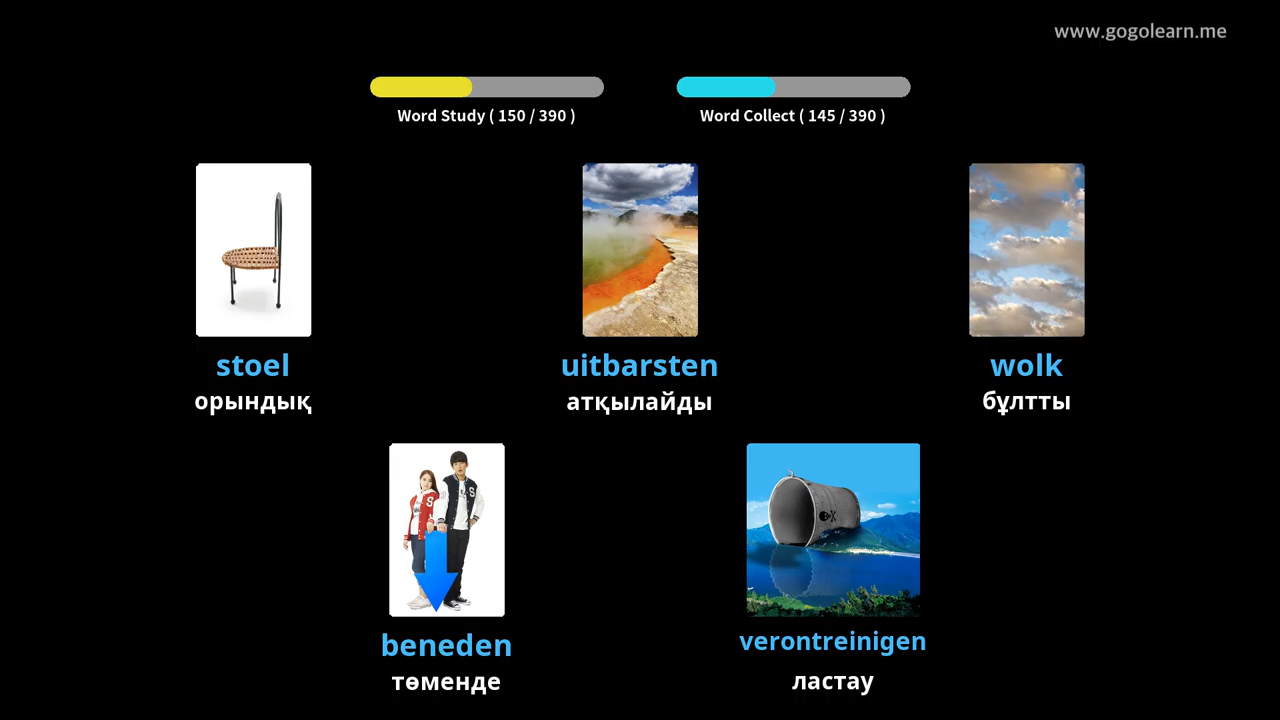 www.gogolearn.me
Word Study ( 150 / 390 )
Word Collect ( 145 / 390 )
stoel
орындық
uitbarsten
атқылайды
wolk
бұлтты
beneden
төменде
verontreinigen
ластау